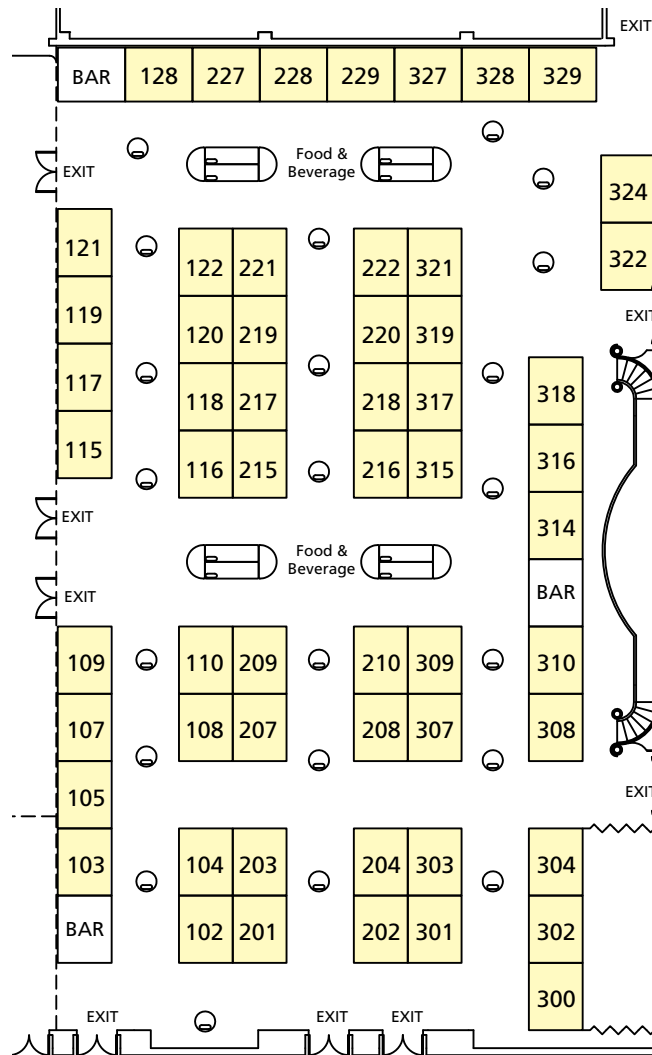 EXIT
BAR 128 227 228 229 327 328 329
Food &
Beverage
EXIT
324
121
122 221
222 321
322
119
120 219
220 319
EXIT
117
118 217
218 317
318
115
116 215
216 315
316
EXIT
314
Food &
Beverage
EXIT
BAR
109
110 209
210 309
310
107
108 207
208 307
308
105
EXIT
103
104 203
204 303
304
BAR
102 201
202 301
302
300
EXIT
EXIT
EXIT